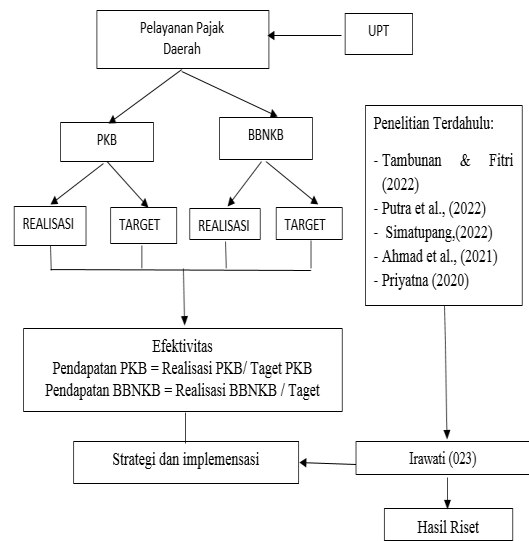 Pelayanan Pajak
Daerah
UPT
PKB
BBNKB
REALISASI
TARGET
REALISASI
TARGET
Penelitian Terdahulu:
- Tambunan & Fitri
(2022)
- Putra et al., (2022)
- Simatupang,(2022)
- Ahmad et al., (2021)
- Priyatna (2020)
Efektivitas
Pendapatan PKB = Realisasi PKB/ Taget PKB
Pendapatan BBNKB = Realisasi BBNKB / Taget
Strategi dan implemensasi
Irawati (023)
Hasil Riset